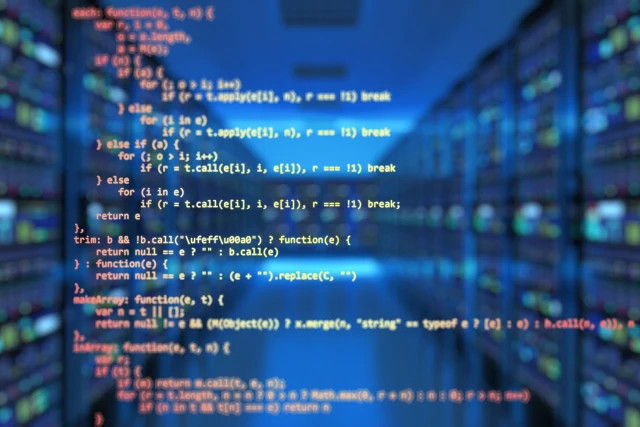 each: function(e, t, n) {
var r, i = 0,
o = e.length,
a = M(e);
if (n) {
if (a) {
for (; o > i; i++)
if (r = t.apply(e[i], n), r === !1) break
} else
for (i in e)
if (r = t.apply(e[i], n), r === !1) break
} else if (a) {
for (; o > i; i++)
if (r = t.call(e[i], i, e[i]), r === !1) break
} else
for (i in e)
if (r = t.call(e[i], i, e[i]), r === !1) break;
return e
},
trim: b && !b.call("\ufeff\u00a0") ? function(e) {
return null == e ? "" : b.call(e)
} : function(e) {
return null == e ? "" : (e + "").replace(C, "")
},
makeArray: function(e, t) {
var n = t || [];
return null != e && (M(Object(e)) ? x.merge(n, "string" == typeof e ? [e] : e) : h.call(n, e)), n
},
inArray: function(e, t, n) {
var r;
if (t) {
if (m) return m.call(t, e, n);
for (r = t.length, n = n ? 0 > n ? Math.max(0, r + n) : n : 0; r > n; n++)
if (n in t && t[n] === e) return n
}